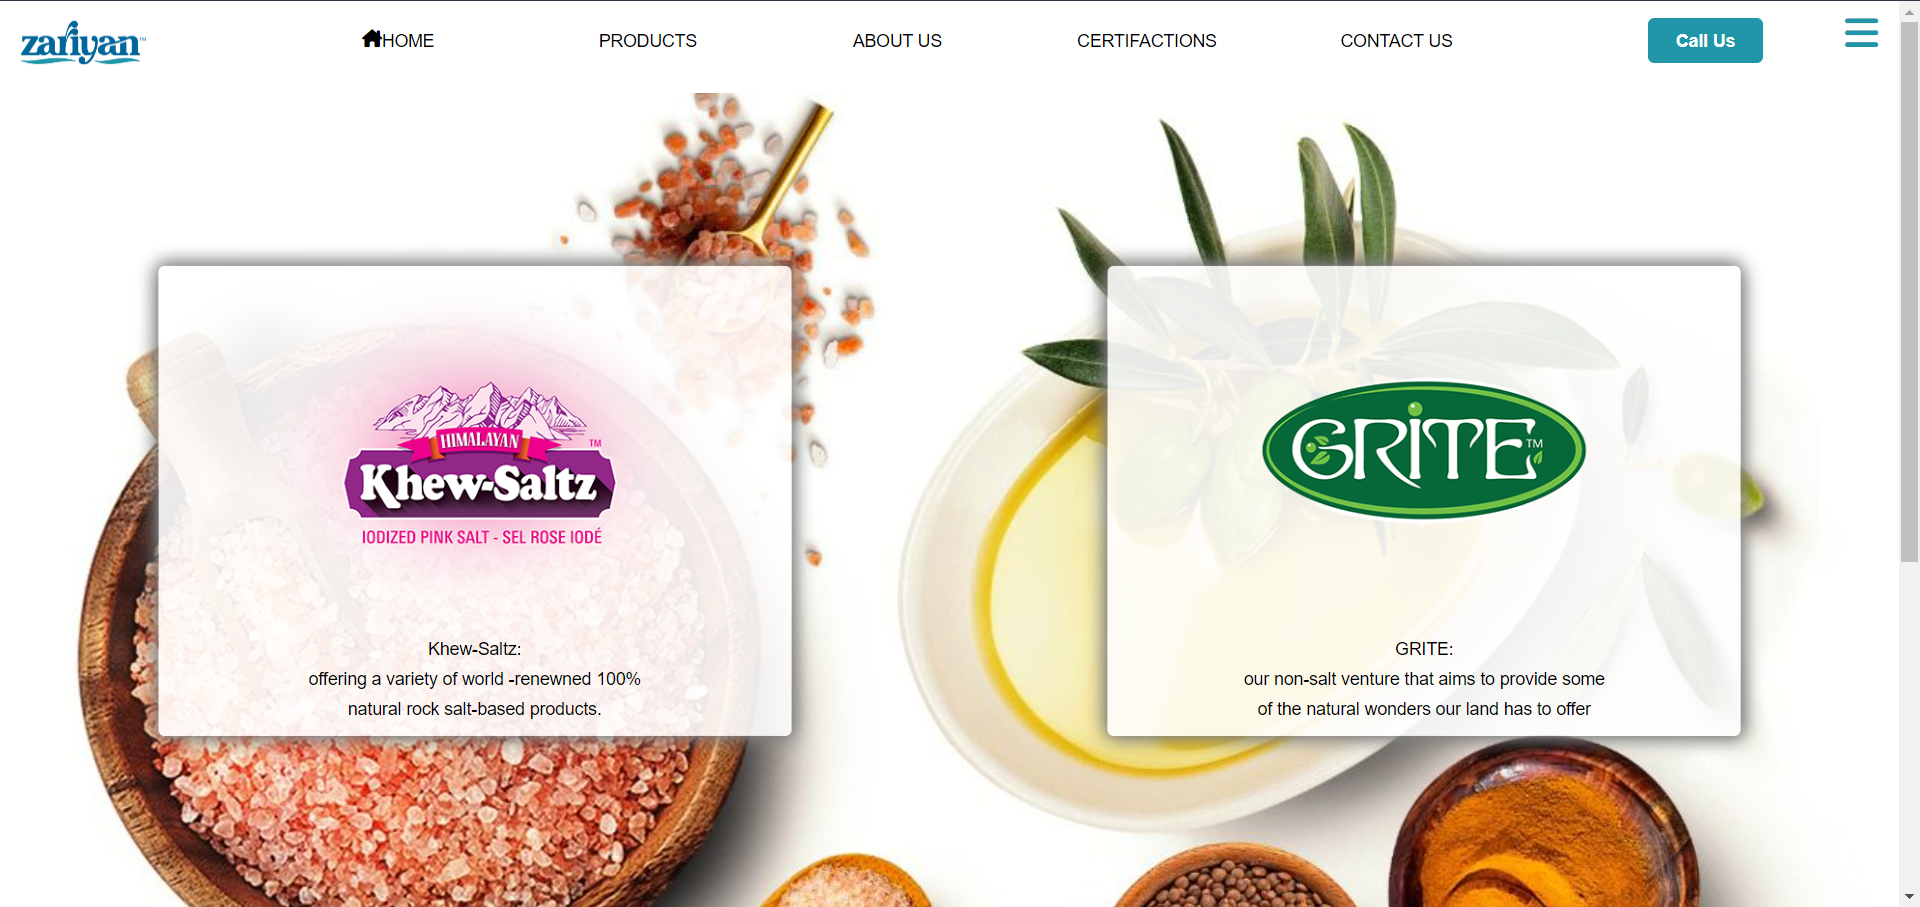 zariyan™
HOME
PRODUCTS
ABOUT US
CERTIFACTIONS
CONTACT US
Call Us
HIMALAYAN
TM
Khew-Saltz
IODIZED PINK SALT - SEL ROSE IODÉ
Khew-Saltz:
offering a variety of world -renewned 100%
natural rock salt-based products.
GRITE™
GRITE:
our non-salt venture that aims to provide some
of the natural wonders our land has to offer